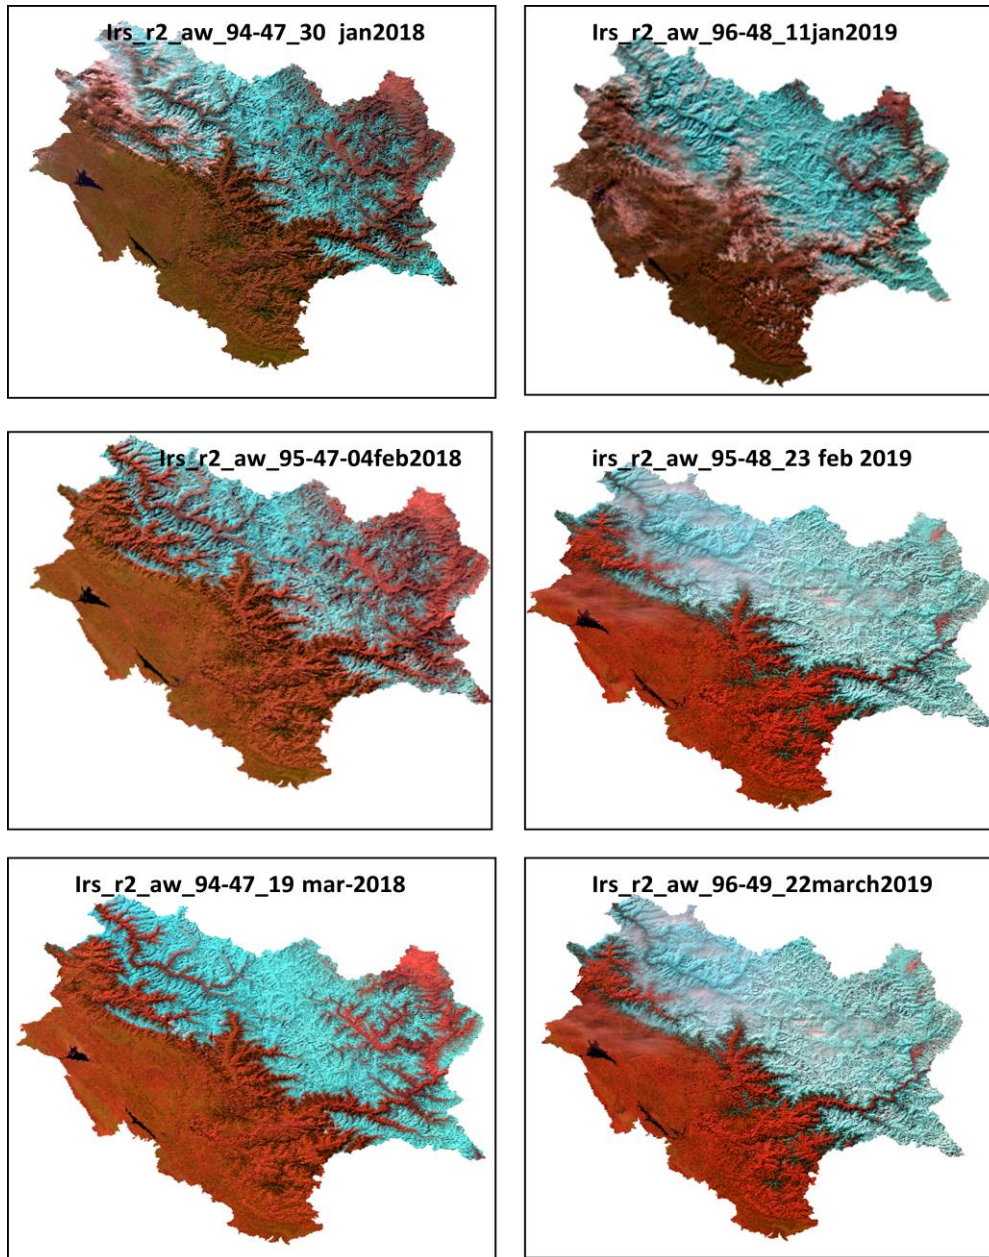 Irs_r2_aw_94-47_30 jan2018
Irs_r2_aw_96-48_11jan2019
Irs_r2_aw_95-47-04feb2018
irs_r2_aw_95-48_23 feb 2019
Irs_r2_aw_94-47_19 mar-2018
Irs_r2_aw_96-49_22march2019